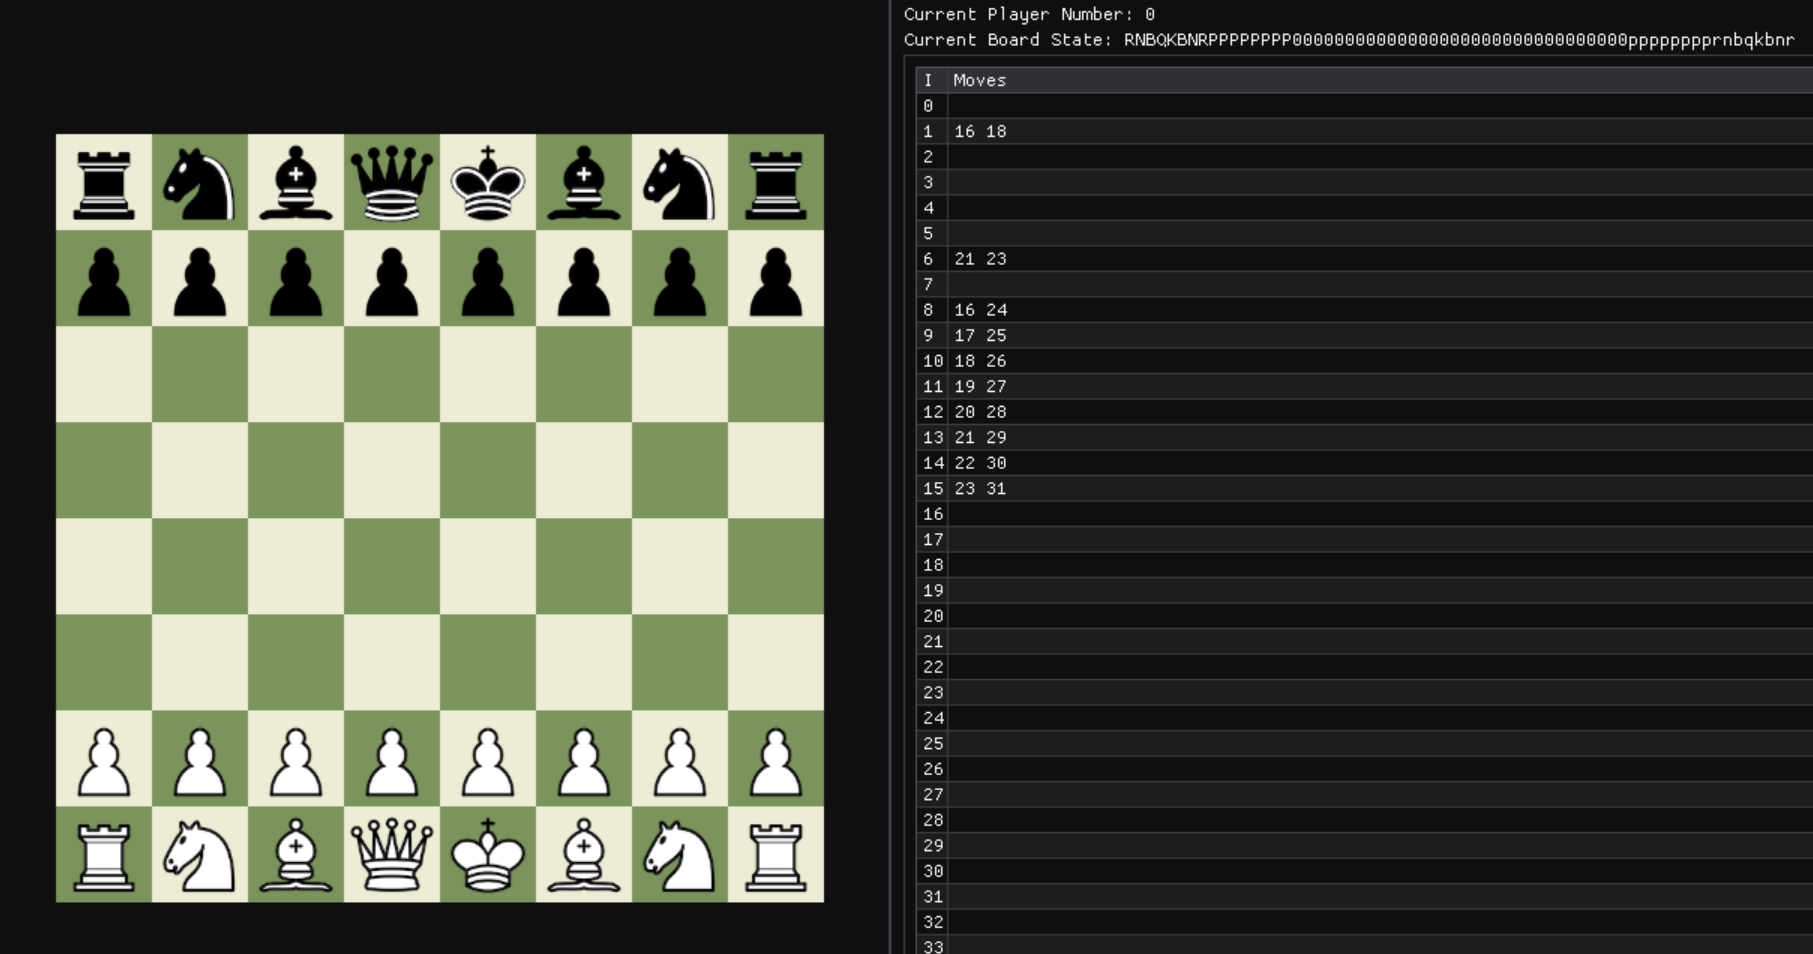 Current Player Number: 0
Current Board State: RNBQKBNRPPPPPPPP00000000000000000000000000000000pppppppprnbqkbnr
I Moves
0
1 16 18
2
3
4
5
6 21 23
7
8 16 24
9 17 25
10 18 26
11 19 27
12 20 28
13 21 29
14 22 30
15 23 31
16
17
18
19
20
21
22
23
24
25
26
27
28
29
30
31
32
33